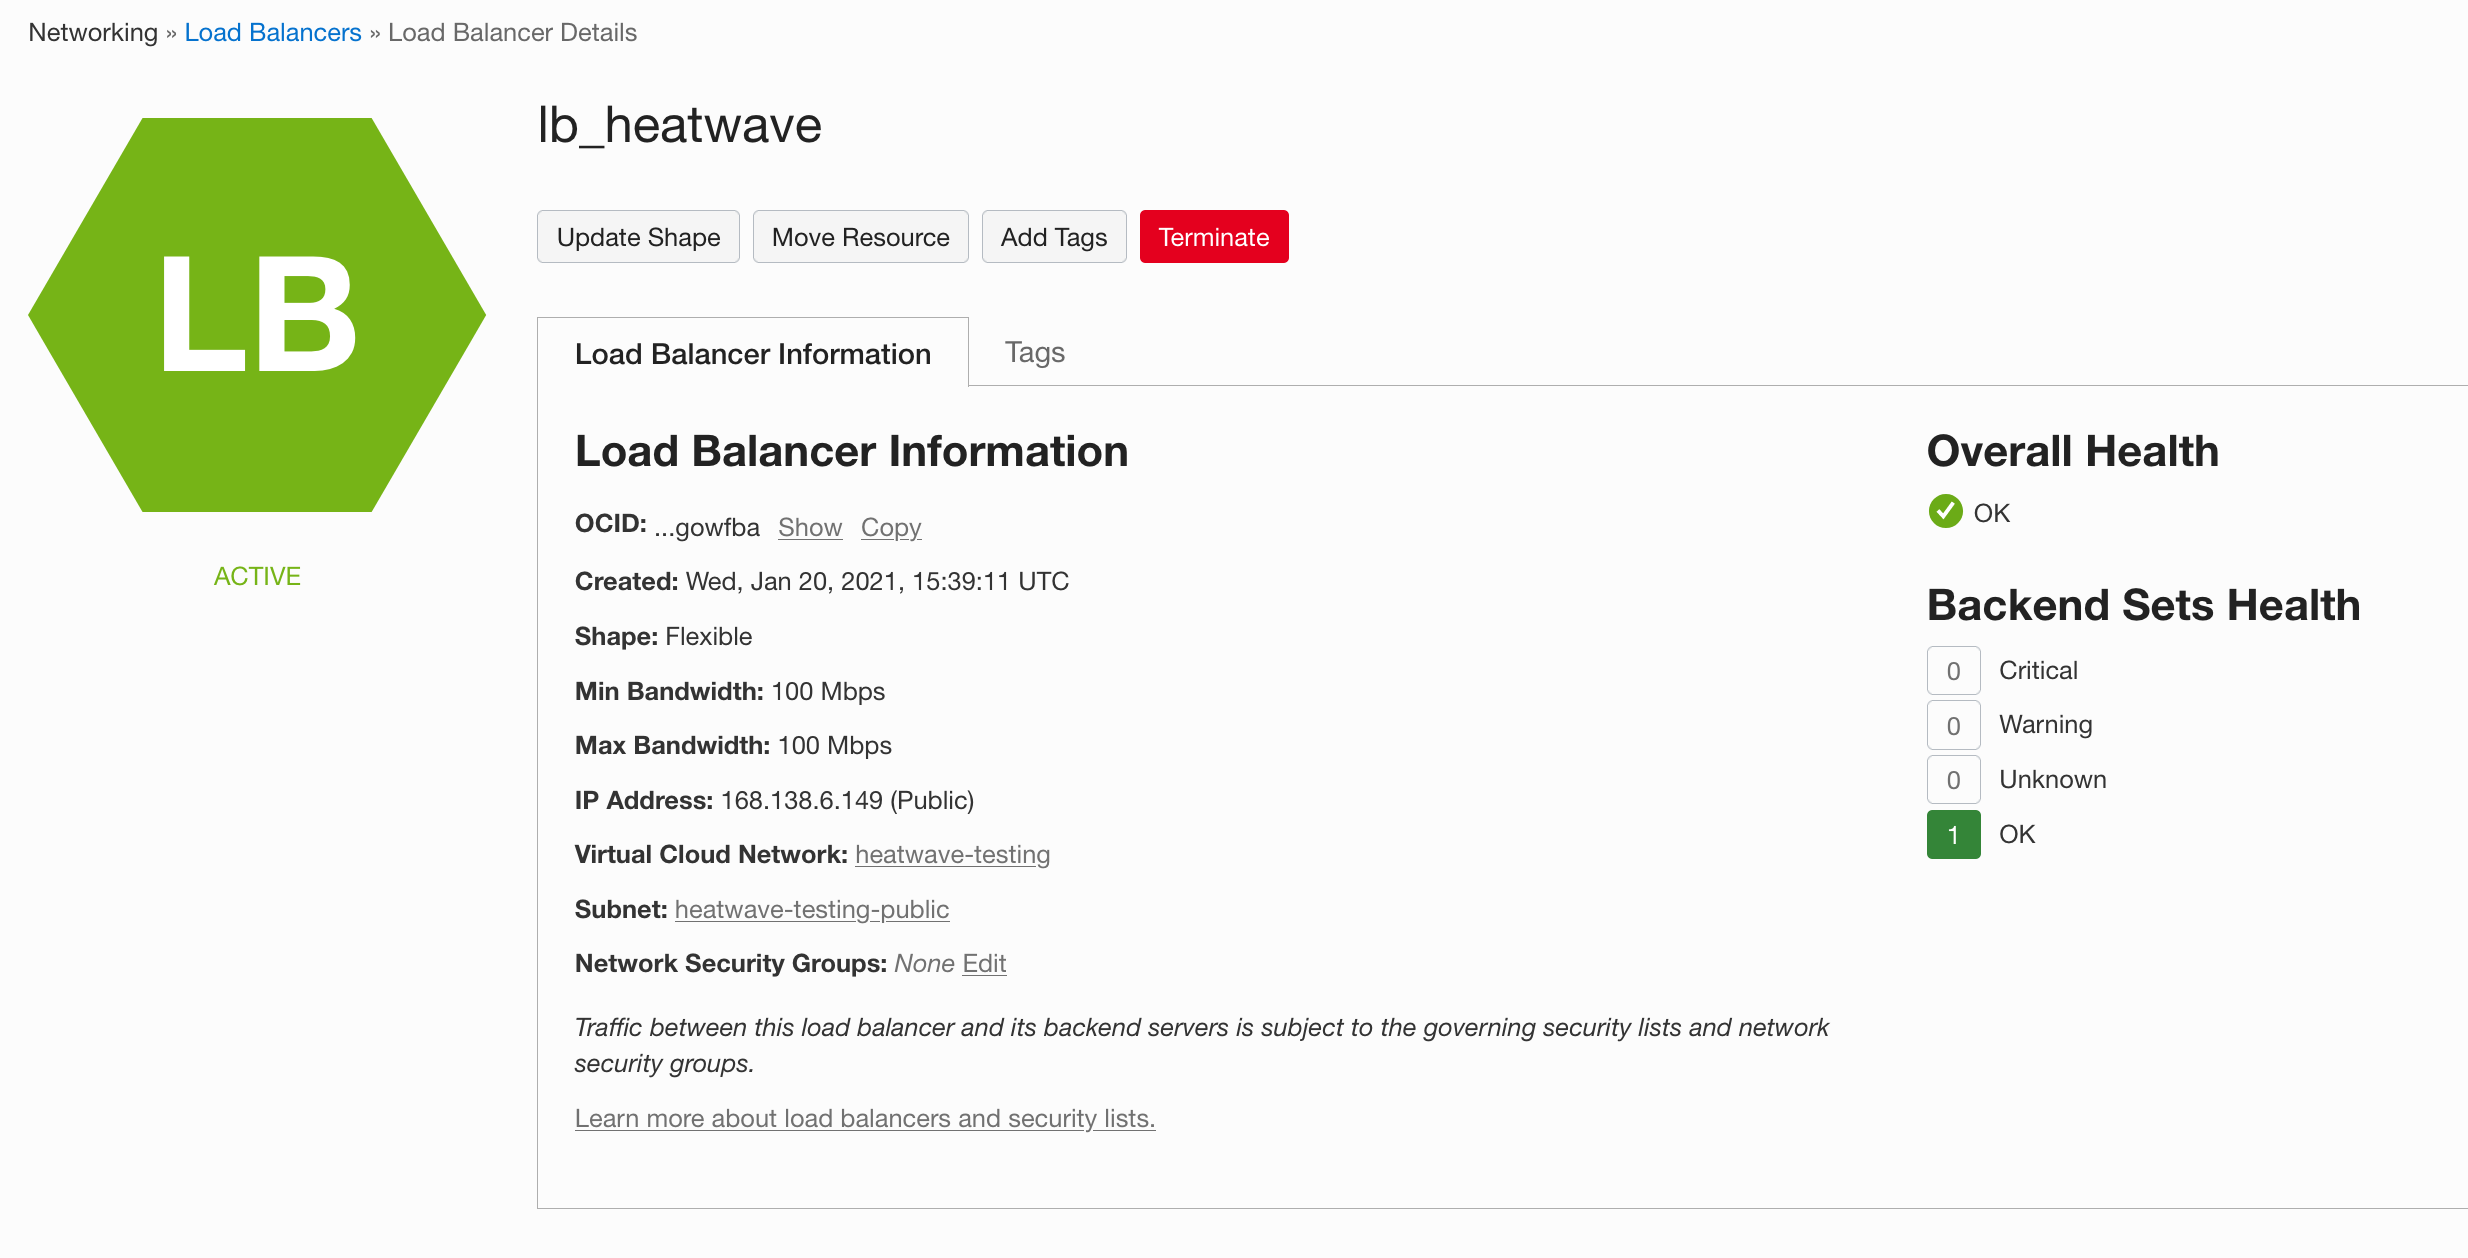 Networking » Load Balancers » Load Balancer Details
LB
ACTIVE
lb_heatwave
Update Shape Move Resource Add Tags Terminate
Load Balancer Information Tags
Load Balancer Information
OCID: ...gowfba Show Copy
Created: Wed, Jan 20, 2021, 15:39:11 UTC
Shape: Flexible
Min Bandwidth: 100 Mbps
Max Bandwidth: 100 Mbps
IP Address: 168.138.6.149 (Public)
Virtual Cloud Network: heatwave-testing
Subnet: heatwave-testing-public
Network Security Groups: None Edit
Traffic between this load balancer and its backend servers is subject to the governing security lists and network
security groups.
Learn more about load balancers and security lists.
Overall Health
OK
Backend Sets Health
0 Critical
0 Warning
0 Unknown
1 OK